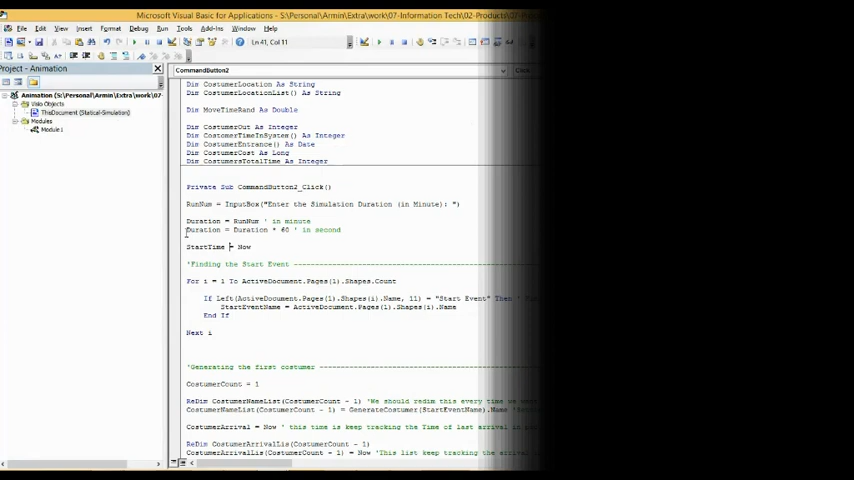 Microsoft Visual Basic for Applications - S:\Personal\Armin\Extra\work\07-Information Tech\02-Products\07-
File Edit View Insert Format Debug Run Tools Add-Ins Window Help
Ln 41, Col 11
Project - Animation
Animation (S:\Personal\Armin\Extra\work\07-
Visio Objects
ThisDocument (Statical-Simulation)
Modules
Module1
CommandButton2
Dim CostumerLocation As String
Dim CostumerLocationList() As String
Dim MoveTimeRand As Double
Dim CostumerOut As Integer
Dim CostomerTimeInSystem() As Integer
Dim CostumerEntrance() As Date
Dim CostumerCost As Long
Dim CostumersTotalTime As Integer
Private Sub CommandButton2_Click()
RunNum = InputBox("Enter the Simulation Duration (in Minute): ")
Duration = RunNum ' in minute
Duration = Duration * 60 ' in second
StartTime = Now
'Finding the Start Event
For i = 1 To ActiveDocument.Pages(1).Shapes.Count
If Left(ActiveDocument.Pages(1).Shapes(i).Name, 11) = "Start Event" Then '
StartEventName = ActiveDocument.Pages(1).Shapes(i).Name
End If
Next i
'Generating the first costumer
CostumerCount = 1
ReDim CostumerNameList(CostumerCount - 1) 'We should redim this every time we
CostumerNameList(CostumerCount - 1) = GenerateCostumer(StartEventName).Name
CostumerArrival = Now ' this time is keep tracking the Time of last arrival in
ReDim CostumerArrivalLis(CostumerCount - 1)
CostumerArrivalLis(CostumerCount - 1) = Now 'This list keep tracking the arrival